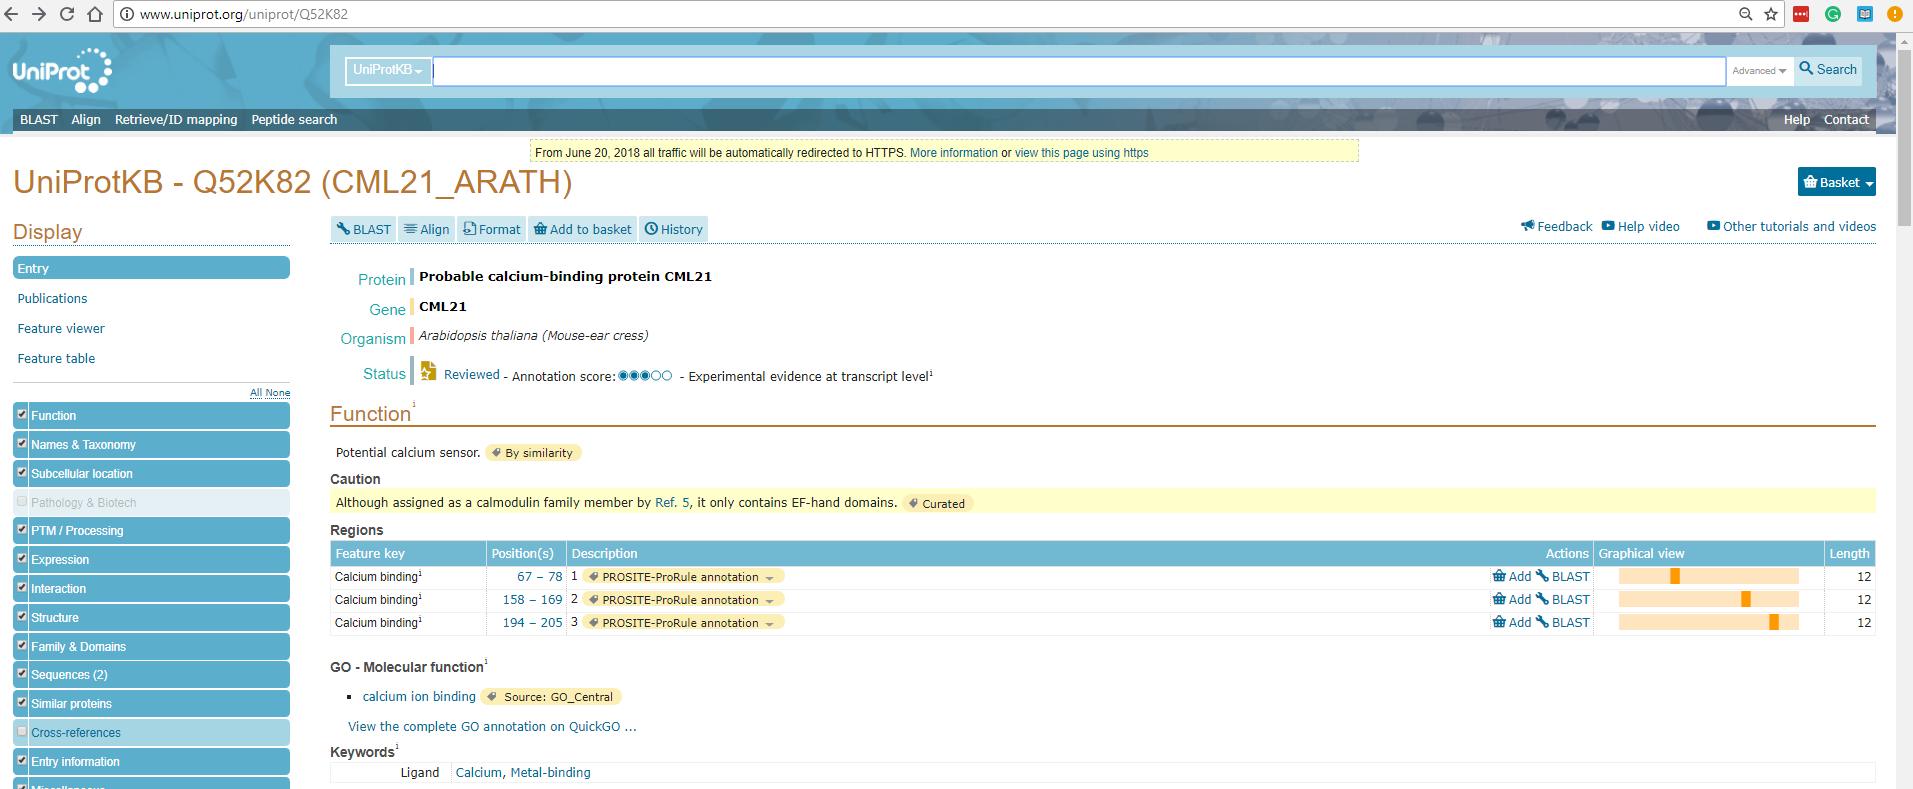 www.uniprot.org/uniprot/Q52K82
UniProt
UniProtKB
Advanced
Search
BLAST Align Retrieve/ID mapping Peptide search
Help Contact
From June 20, 2018 all traffic will be automatically redirected to HTTPS. More information or view this page using https
UniProtKB - Q52K82 (CML21_ARATH)
Basket
Display
Entry
Publications
Feature viewer
Feature table
All None
Function
Names & Taxonomy
Subcellular location
Pathology & Biotech
PTM / Processing
Expression
Interaction
Structure
Family & Domains
Sequences (2)
Similar proteins
Cross-references
Entry information
Miscellaneous
BLAST Align Format Add to basket History
Feedback Help video Other tutorials and videos
Protein Probable calcium-binding protein CML21
Gene CML21
Organism Arabidopsis thaliana (Mouse-ear cress)
Status Reviewed - Annotation score: - Experimental evidence at transcript level i
Function i
Potential calcium sensor. By similarity
Caution
Although assigned as a calmodulin family member by Ref. 5, it only contains EF-hand domains. Curated
Regions
Feature key Position(s) Description Actions Graphical view Length
Calcium binding i 67 – 78 1 PROSITE-ProRule annotation Add BLAST 12
Calcium binding i 158 – 169 2 PROSITE-ProRule annotation Add BLAST 12
Calcium binding i 194 – 205 3 PROSITE-ProRule annotation Add BLAST 12
GO - Molecular function i
calcium ion binding Source: GO_Central
View the complete GO annotation on QuickGO ...
Keywords i
Ligand Calcium, Metal-binding